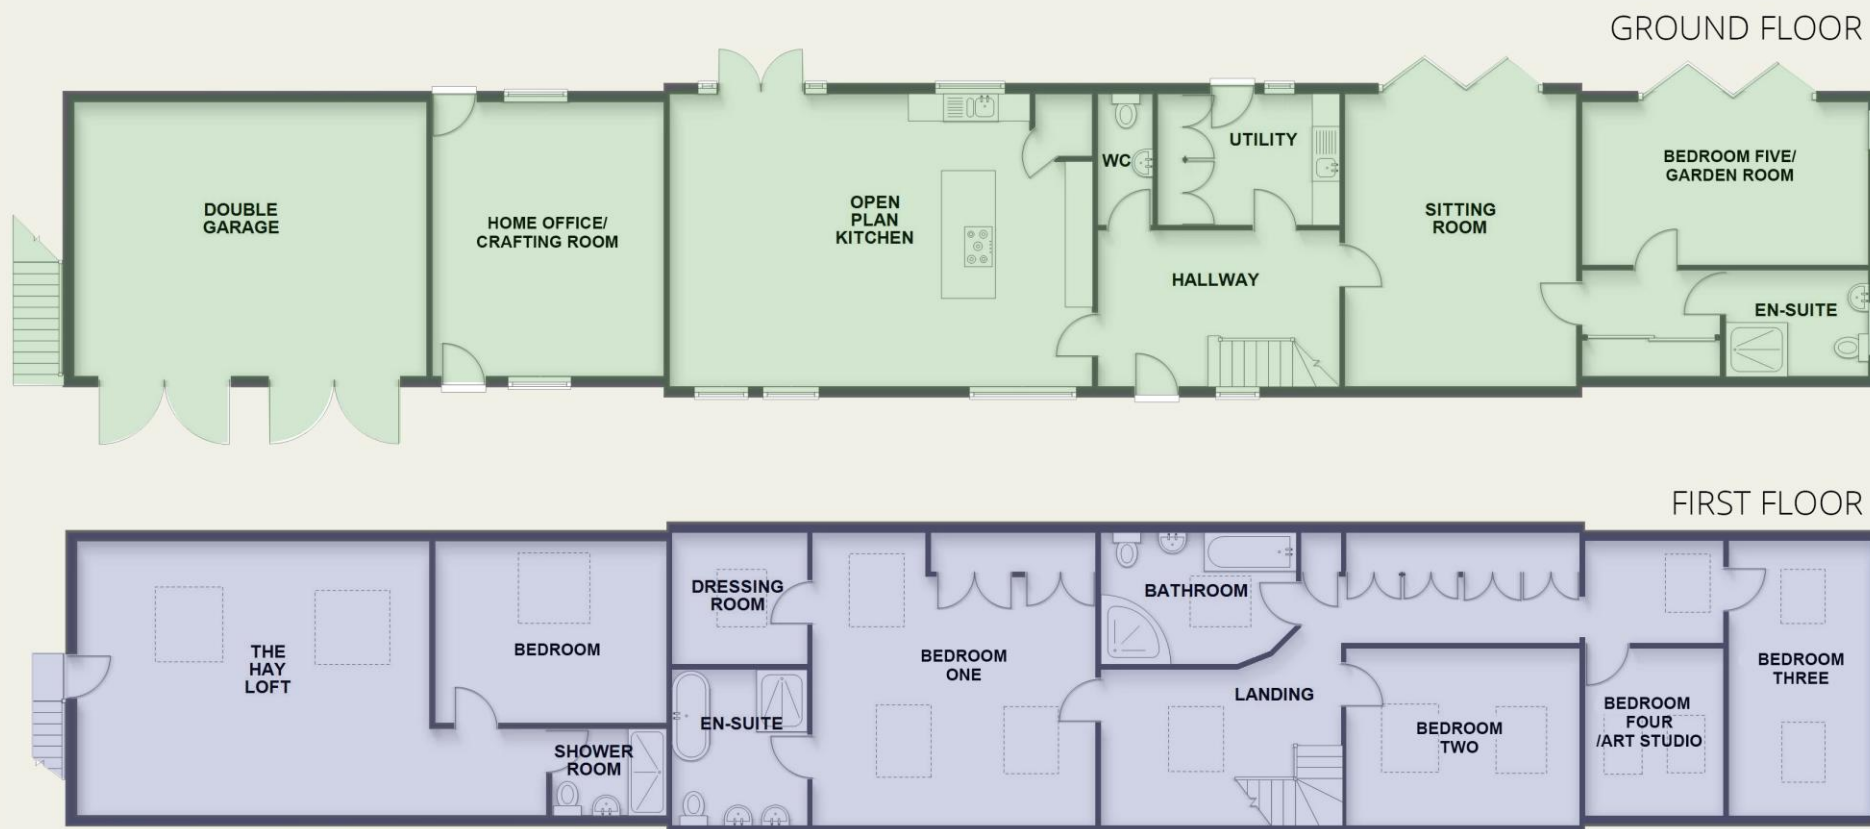 GROUND FLOOR
DOUBLE
GARAGE
HOME OFFICE/
CRAFTING ROOM
OPEN
PLAN
KITCHEN
WC
UTILITY
HALLWAY
SITTING
ROOM
BEDROOM FIVE/
GARDEN ROOM
EN-SUITE
FIRST FLOOR
THE
HAY
LOFT
BEDROOM
SHOWER
ROOM
DRESSING
ROOM
EN-SUITE
BEDROOM
ONE
BATHROOM
LANDING
BEDROOM
TWO
BEDROOM
FOUR
/ART STUDIO
BEDROOM
THREE